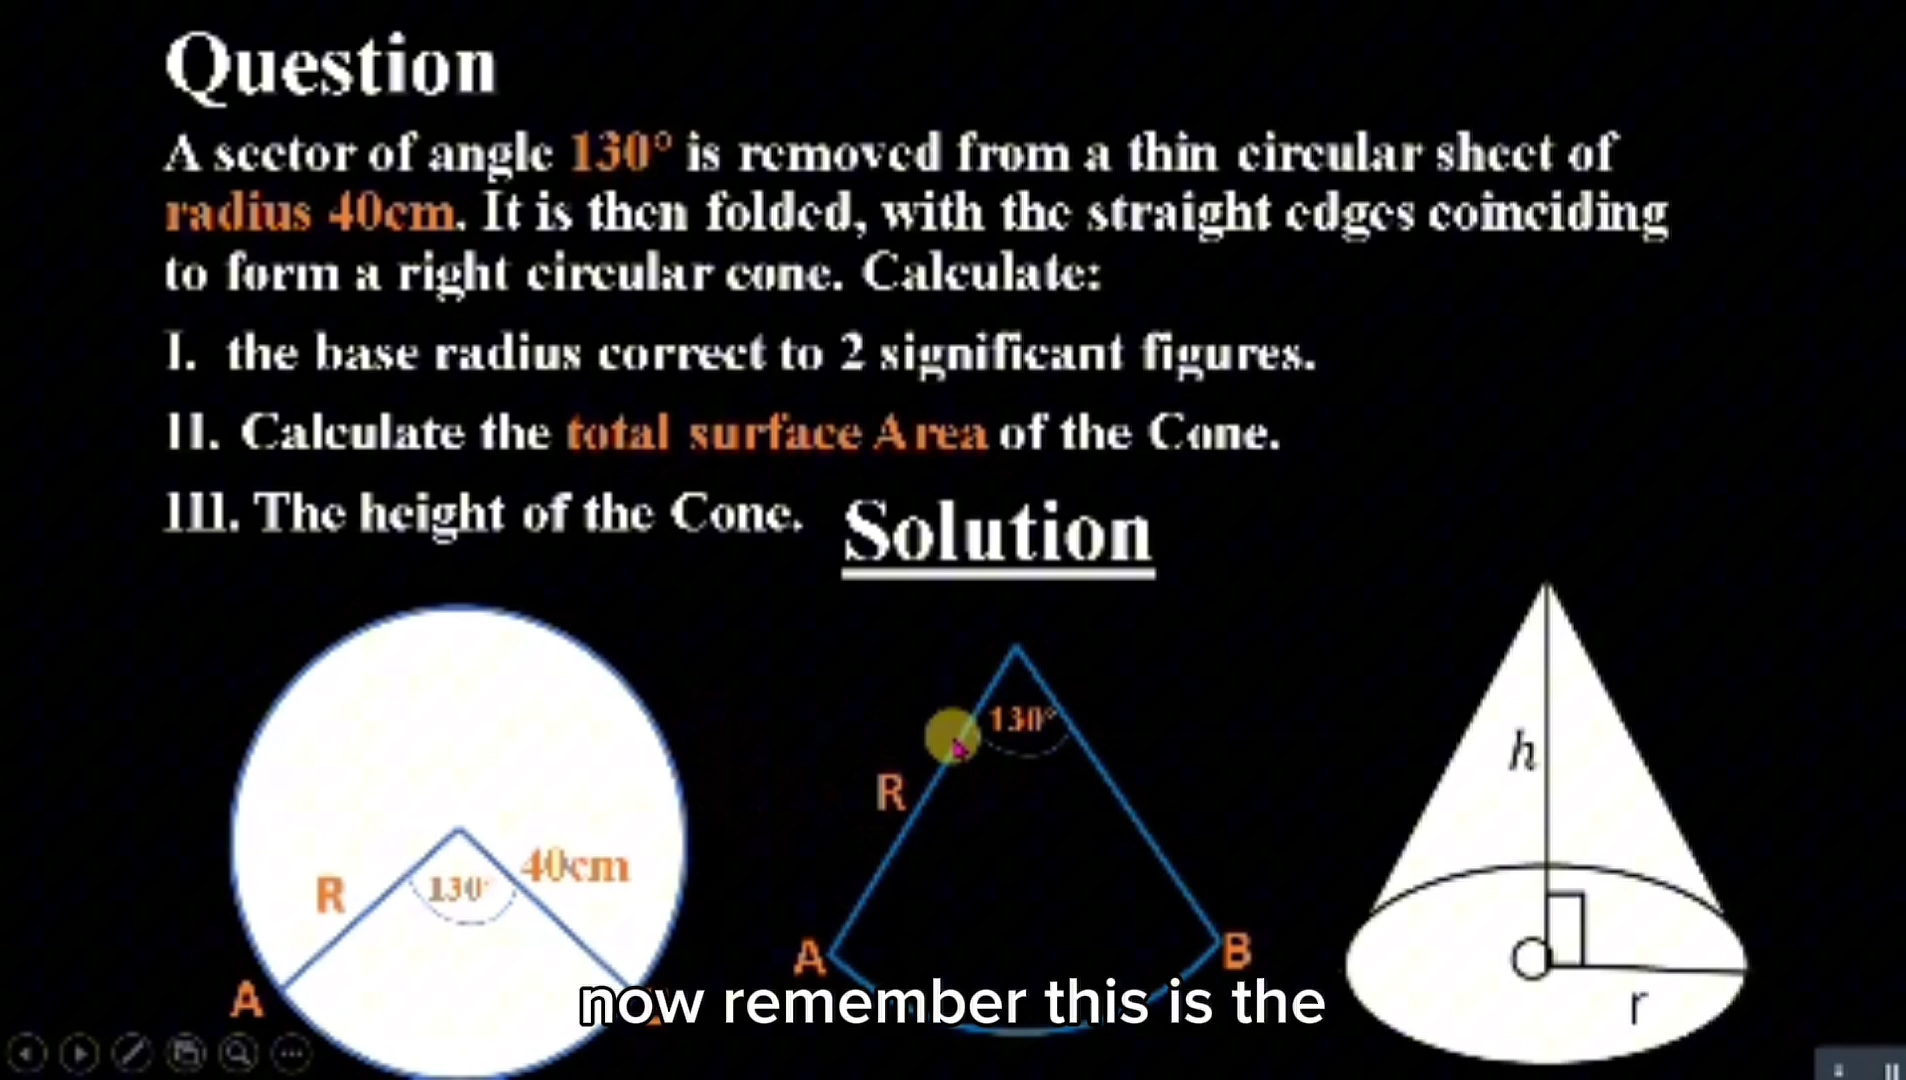 Question
A sector of angle 130° is removed from a thin circular sheet of
radius 40cm. It is then folded, with the straight edges coinciding
to form a right circular cone. Calculate:
I. the base radius correct to 2 significant figures.
II. Calculate the total surface Area of the Cone.
III. The height of the Cone.
Solution
R
130°
40cm
A
130°
R
A
B
h
r
now remember this is the